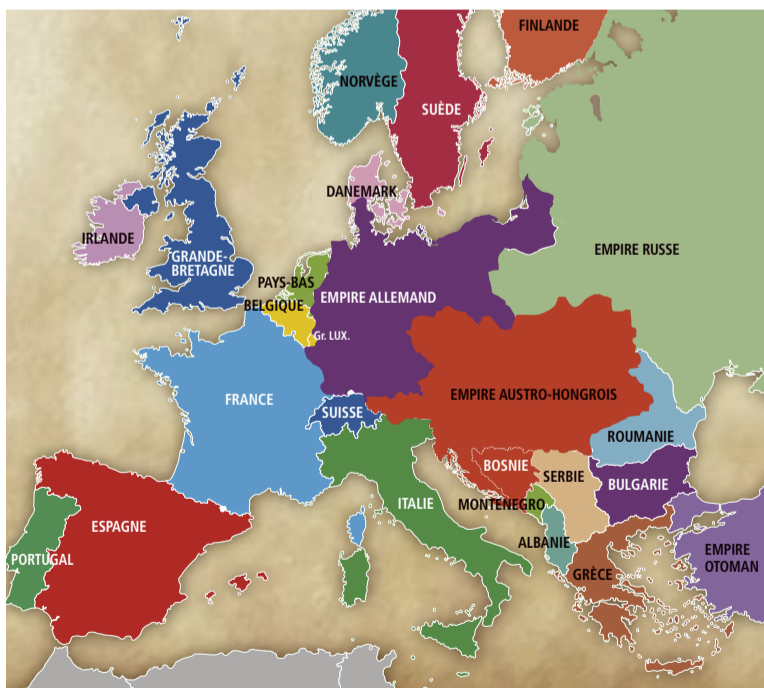 FINLANDE
NORVÈGE
SUÈDE
DANEMARK
IRLANDE
GRANDE-
BRETAGNE
EMPIRE RUSSE
PAYS-BAS
EMPIRE ALLEMAND
BELGIQUE
Gr. LUX.
FRANCE
EMPIRE AUSTRO-HONGROIS
SUISSE
ROUMANIE
BOSNIE
SERBIE
BULGARIE
MONTENEGRO
ITALIE
ESPAGNE
ALBANIE
PORTUGAL
EMPIRE
OTOMAN
GRÈCE